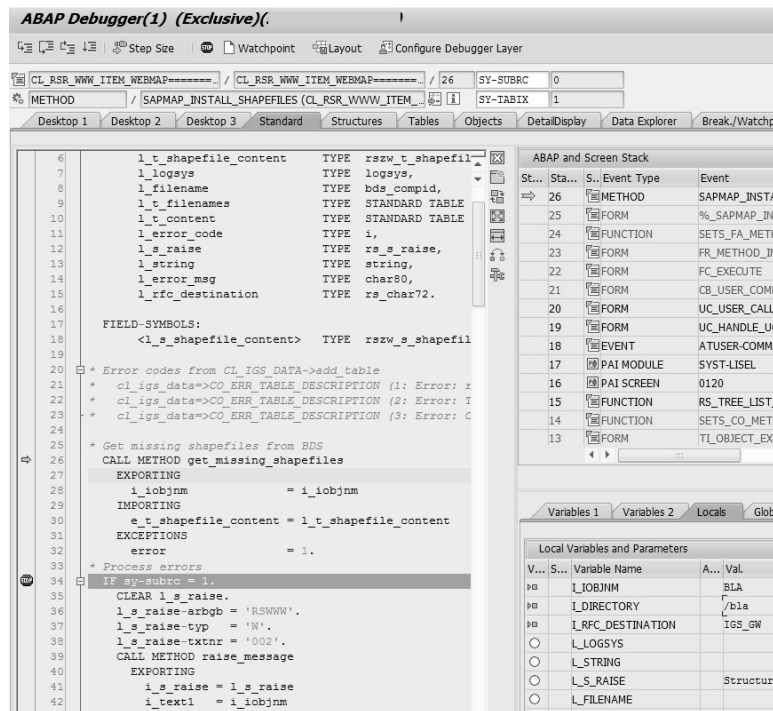 ABAP Debugger(1) (Exclusive)(. )
Step Size Watchpoint Layout Configure Debugger Layer
CL_RSR_WWW_ITEM_WEBMAP=======… / CL_RSR_WWW_ITEM_WEBMAP=======… / 26 SY-SUBRC 0
METHOD / SAPMAP_INSTALL_SHAPEFILES (CL_RSR_WWW_ITEM_… SY-TABIX 1
Desktop 1 Desktop 2 Desktop 3 Standard Structures Tables Objects DetailDisplay Data Explorer Break./Watchp
6 l_t_shapefile_content TYPE rszw_t_shapefil
7 l_logsys TYPE logsys,
8 l_filename TYPE bds_compid,
9 l_t_filenames TYPE STANDARD TABLE
10 l_t_content TYPE STANDARD TABLE
11 l_error_code TYPE i,
12 l_s_raise TYPE rs_s_raise,
13 l_string TYPE string,
14 l_error_msg TYPE char80,
15 l_rfc_destination TYPE rs_char72.
16
17 FIELD-SYMBOLS:
18 <l_s_shapefile_content> TYPE rszw_s_shapefil
19
20 * Error codes from CL_IGS_DATA->add_table
21 * cl_igs_data=>CO_ERR_TABLE_DESCRIPTION (1: Error: r
22 * cl_igs_data=>CO_ERR_TABLE_DESCRIPTION (2: Error: T
23 * cl_igs_data=>CO_ERR_TABLE_DESCRIPTION (3: Error: C
24
25 * Get missing shapefiles from BDS
26 CALL METHOD get_missing_shapefiles
27 EXPORTING
28 i_iobjnm = i_iobjnm
29 IMPORTING
30 e_t_shapefile_content = l_t_shapefile_content
31 EXCEPTIONS
32 error = 1.
33 * Process errors
34 IF sy-subrc = 1.
35 CLEAR l_s_raise.
36 l_s_raise-arbgb = 'RSWWW'.
37 l_s_raise-typ = 'W'.
38 l_s_raise-txtnr = '002'.
39 CALL METHOD raise_message
40 EXPORTING
41 i_s_raise = l_s_raise
42 i_text1 = i_iobjnm
ABAP and Screen Stack
St... Sta... S.. Event Type Event
26 METHOD SAPMAP_INSTA
25 FORM %_SAPMAP_IN
24 FUNCTION SETS_FA_METH
23 FORM FR_METHOD_IN
22 FORM FC_EXECUTE
21 FORM CB_USER_COM
20 FORM UC_USER_CALL
19 FORM UC_HANDLE_UC
18 EVENT ATUSER-COMM
17 PAI MODULE SYST-LISEL
16 PAI SCREEN 0120
15 FUNCTION RS_TREE_LIST_
14 FUNCTION SETS_CO_MET
13 FORM TI_OBJECT_EX
Variables 1 Variables 2 Locals Glob
Local Variables and Parameters
V... S... Variable Name A... Val.
I_IOBJNM BLA
I_DIRECTORY /bla
I_RFC_DESTINATION IGS_GW
L_LOGSYS
L_STRING
L_S_RAISE Structur
L_FILENAME